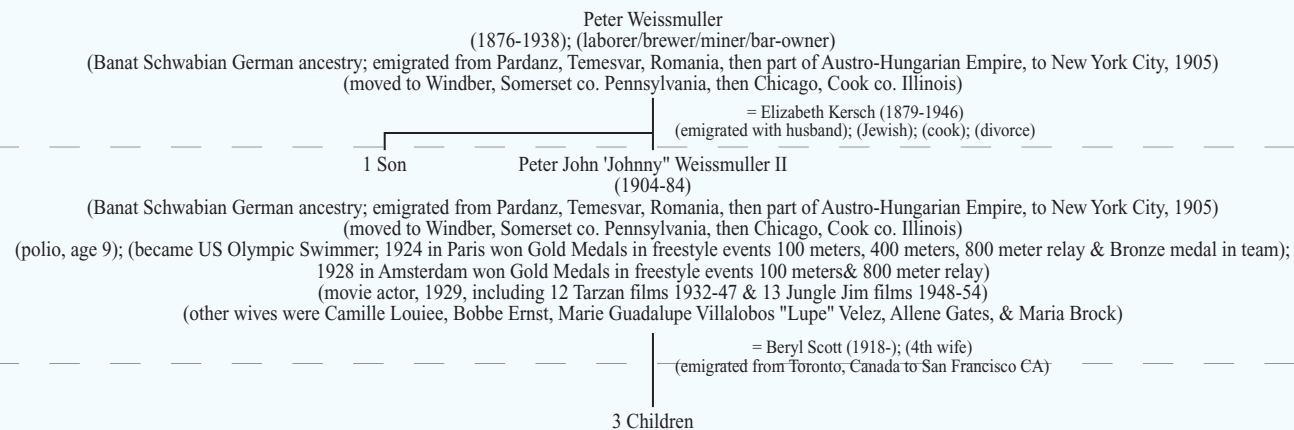 Peter Weissmuller
(1876-1938); (laborer/brewer/miner/bar-owner)
(Banat Schwabian German ancestry; emigrated from Pardanz, Temesvar, Romania, then part of Austro-Hungarian Empire, to New York City, 1905)
(moved to Windber, Somerset co. Pennsylvania, then Chicago, Cook co. Illinois)
= Elizabeth Kersch (1879-1946)
(emigrated with husband); (Jewish); (cook); (divorce)
1 Son
Peter John 'Johnny" Weissmuller II
(1904-84)
(Banat Schwabian German ancestry; emigrated from Pardanz, Temesvar, Romania, then part of Austro-Hungarian Empire, to New York City, 1905)
(moved to Windber, Somerset co. Pennsylvania, then Chicago, Cook co. Illinois)
(polio, age 9); (became US Olympic Swimmer; 1924 in Paris won Gold Medals in freestyle events 100 meters, 400 meters, 800 meter relay & Bronze medal in team);
1928 in Amsterdam won Gold Medals in freestyle events 100 meters& 800 meter relay)
(movie actor, 1929, including 12 Tarzan films 1932-47 & 13 Jungle Jim films 1948-54)
(other wives were Camille Louiee, Bobbe Ernst, Marie Guadalupe Villalobos "Lupe" Velez, Allene Gates, & Maria Brock)
= Beryl Scott (1918-); (4th wife)
(emigrated from Toronto, Canada to San Francisco CA)
3 Children